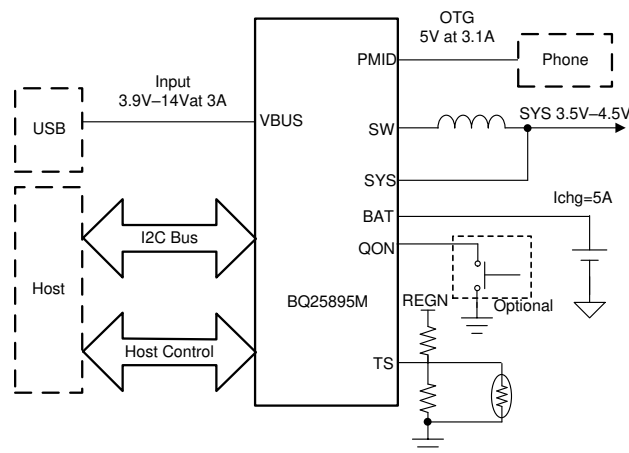 OTG
5V at 3.1A
PMID
Phone
Input
3.9V–14Vat 3A
USB
VBUS
SW
SYS 3.5V–4.5V
SYS
BAT
Ichg=5A
I2C Bus
QON
Host
BQ25895M
REGN
Optional
Host Control
TS